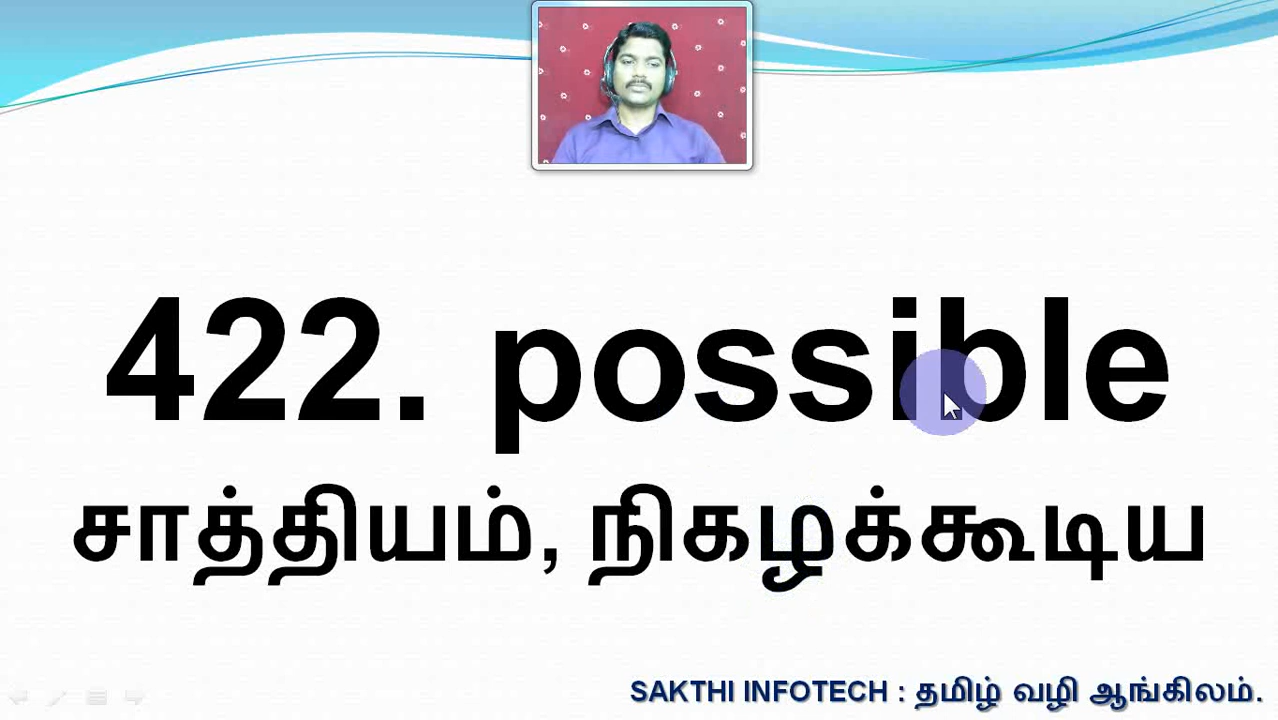 422. possible
சாத்தியம், நிகழக்கூடிய
SAKTHI INFOTECH : தமிழ் வழி ஆங்கிலம்.